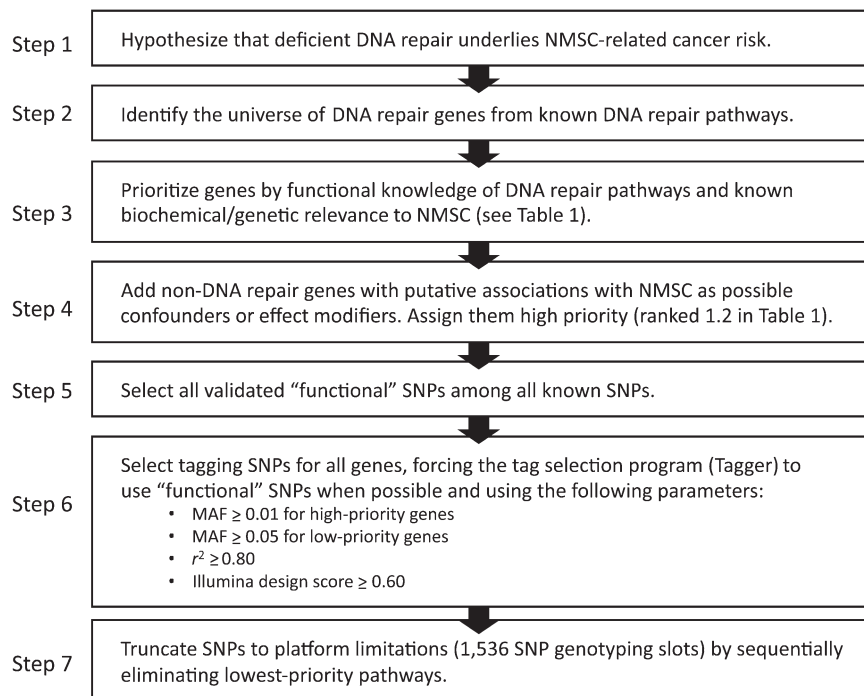 Step 1
Hypothesize that deficient DNA repair underlies NMSC-related cancer risk.
Step 2
Identify the universe of DNA repair genes from known DNA repair pathways.
Step 3
Prioritize genes by functional knowledge of DNA repair pathways and known
biochemical/genetic relevance to NMSC (see Table 1).
Step 4
Add non-DNA repair genes with putative associations with NMSC as possible
confounders or effect modifiers. Assign them high priority (ranked 1.2 in Table 1).
Step 5
Select all validated “functional” SNPs among all known SNPs.
Step 6
Select tagging SNPs for all genes, forcing the tag selection program (Tagger) to
use “functional” SNPs when possible and using the following parameters:
• MAF ≥ 0.01 for high-priority genes
• MAF ≥ 0.05 for low-priority genes
• r² ≥ 0.80
• Illumina design score ≥ 0.60
Step 7
Truncate SNPs to platform limitations (1,536 SNP genotyping slots) by sequentially
eliminating lowest-priority pathways.